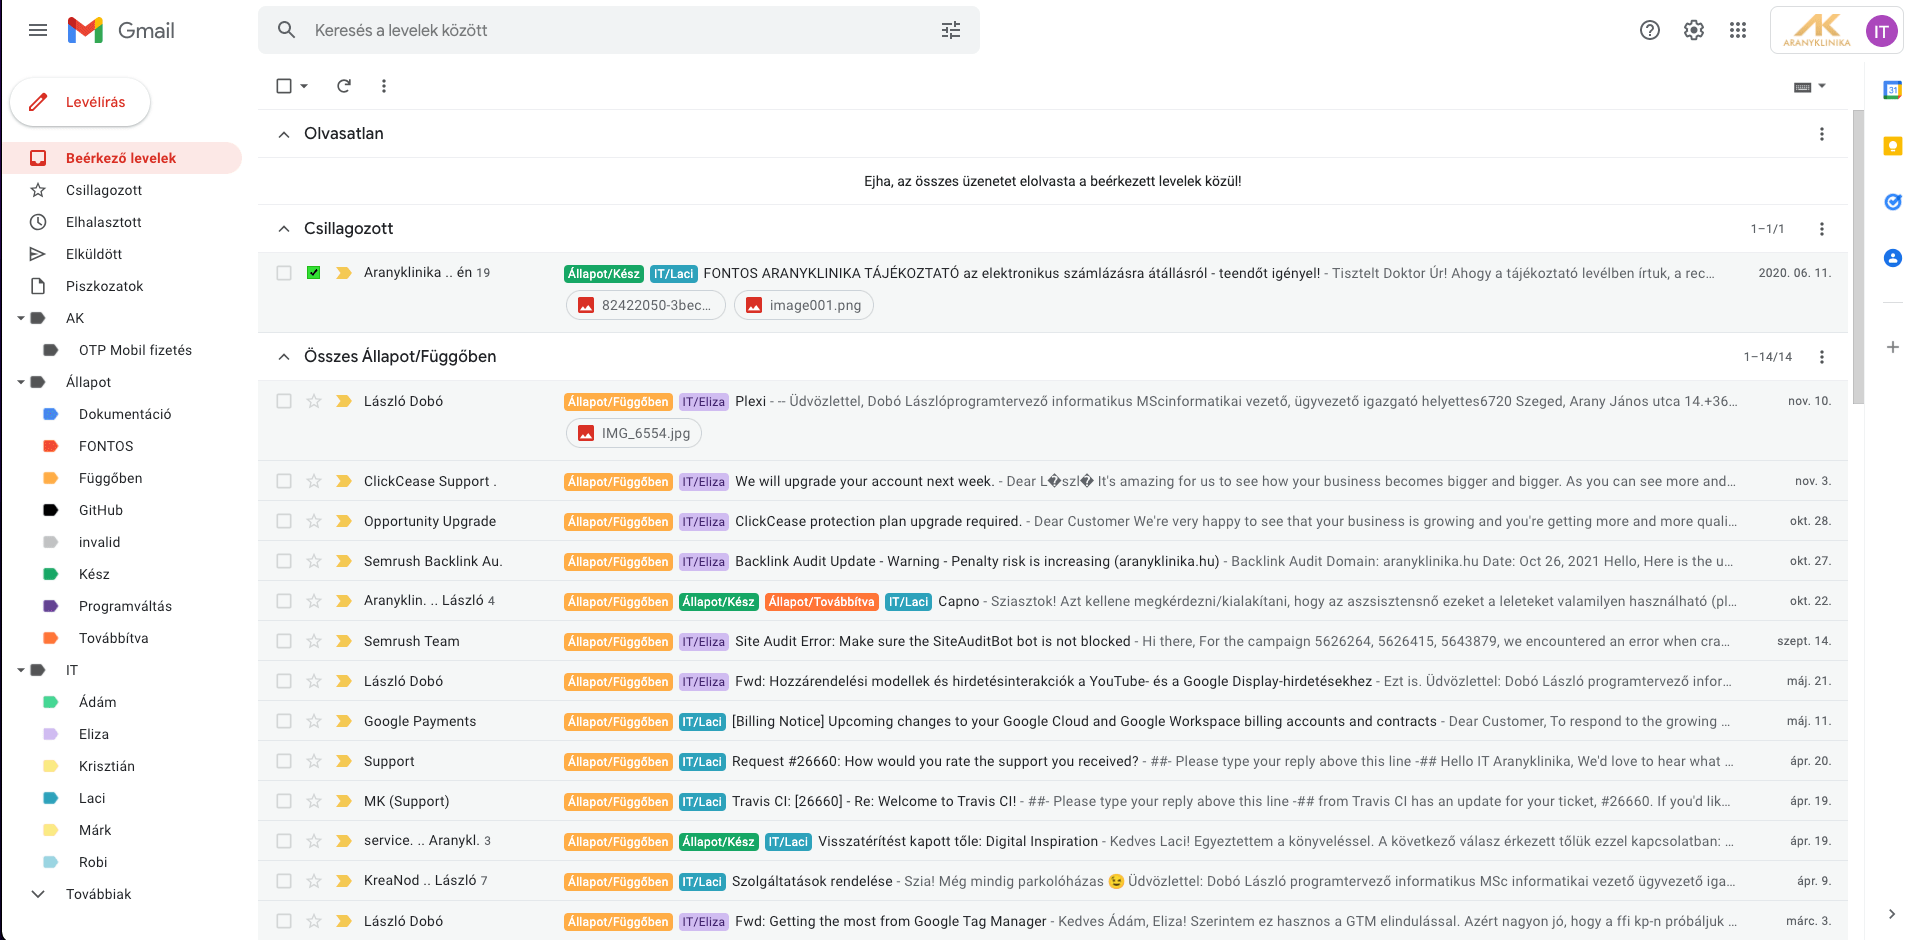 Gmail
Keresés a levelek között
ARANYKLINIKA
IT
Levélírás
Beérkező levelek
Csillagozott
Elhalasztott
Elküldött
Piszkozatok
AK
OTP Mobil fizetés
Állapot
Dokumentáció
FONTOS
Függőben
GitHub
invalid
Kész
Programváltás
Továbbítva
IT
Ádám
Eliza
Krisztián
Laci
Márk
Robi
Továbbiak
Olvasatlan
Ejha, az összes üzenetet elolvasta a beérkezett levelek közül!
Csillagozott 1–1/1
Aranyklinika .. én 19 Állapot/Kész IT/Laci FONTOS ARANYKLINIKA TÁJÉKOZTATÓ az elektronikus számlázásra átállásról - teendőt igényel! - Tisztelt Doktor Úr! Ahogy a tájékoztató levélben írtuk, a rec... 2020. 06. 11.
82422050-3bec... image001.png
Összes Állapot/Függőben 1–14/14
László Dobó Állapot/Függőben IT/Eliza Plexi - -- Üdvözlettel, Dobó Lászlóprogramtervező informatikus MScinformatikai vezető, ügyvezető igazgató helyettes6720 Szeged, Arany János utca 14.+36... nov. 10.
IMG_6554.jpg
ClickCease Support . Állapot/Függőben IT/Eliza We will upgrade your account next week. - Dear L�szl� It's amazing for us to see how your business becomes bigger and bigger. As you can see more and... nov. 3.
Opportunity Upgrade Állapot/Függőben IT/Eliza ClickCease protection plan upgrade required. - Dear Customer We're very happy to see that your business is growing and you're getting more and more quali... okt. 28.
Semrush Backlink Au. Állapot/Függőben IT/Eliza Backlink Audit Update - Warning - Penalty risk is increasing (aranyklinika.hu) - Backlink Audit Domain: aranyklinika.hu Date: Oct 26, 2021 Hello, Here is the u... okt. 27.
Aranyklin. .. László 4 Állapot/Függőben Állapot/Kész Állapot/Továbbítva IT/Laci Capno - Sziasztok! Azt kellene megkérdezni/kialakítani, hogy az aszsisztensnő ezeket a leleteket valamilyen használható (pl... okt. 22.
Semrush Team Állapot/Függőben IT/Eliza Site Audit Error: Make sure the SiteAuditBot bot is not blocked - Hi there, For the campaign 5626264, 5626415, 5643879, we encountered an error when cra... szept. 14.
László Dobó Állapot/Függőben IT/Eliza Fwd: Hozzárendelési modellek és hirdetésinterakciók a YouTube- és a Google Display-hirdetésekhez - Ezt is. Üdvözlettel: Dobó László programtervező infor... máj. 21.
Google Payments Állapot/Függőben IT/Laci [Billing Notice] Upcoming changes to your Google Cloud and Google Workspace billing accounts and contracts - Dear Customer, To respond to the growing ... máj. 11.
Support Állapot/Függőben IT/Laci Request #26660: How would you rate the support you received? - ##- Please type your reply above this line -## Hello IT Aranyklinika, We'd love to hear what ... ápr. 20.
MK (Support) Állapot/Függőben IT/Laci Travis CI: [26660] - Re: Welcome to Travis CI! - ##- Please type your reply above this line -## from Travis CI has an update for your ticket, #26660. If you'd lik... ápr. 19.
service. .. Aranykl. 3 Állapot/Függőben Állapot/Kész IT/Laci Visszatérítést kapott tőle: Digital Inspiration - Kedves Laci! Egyeztettem a könyveléssel. A következő válasz érkezett tőlük ezzel kapcsolatban: ... ápr. 19.
KreaNod .. László 7 Állapot/Függőben IT/Laci Szolgáltatások rendelése - Szia! Még mindig parkolóházas 😉 Üdvözlettel: Dobó László programtervező informatikus MSc informatikai vezető ügyvezető iga... ápr. 9.
László Dobó Állapot/Függőben IT/Eliza Fwd: Getting the most from Google Tag Manager - Kedves Ádám, Eliza! Szerintem ez hasznos a GTM elindulással. Azért nagyon jó, hogy a ffi kp-n próbáljuk ... márc. 3.
31